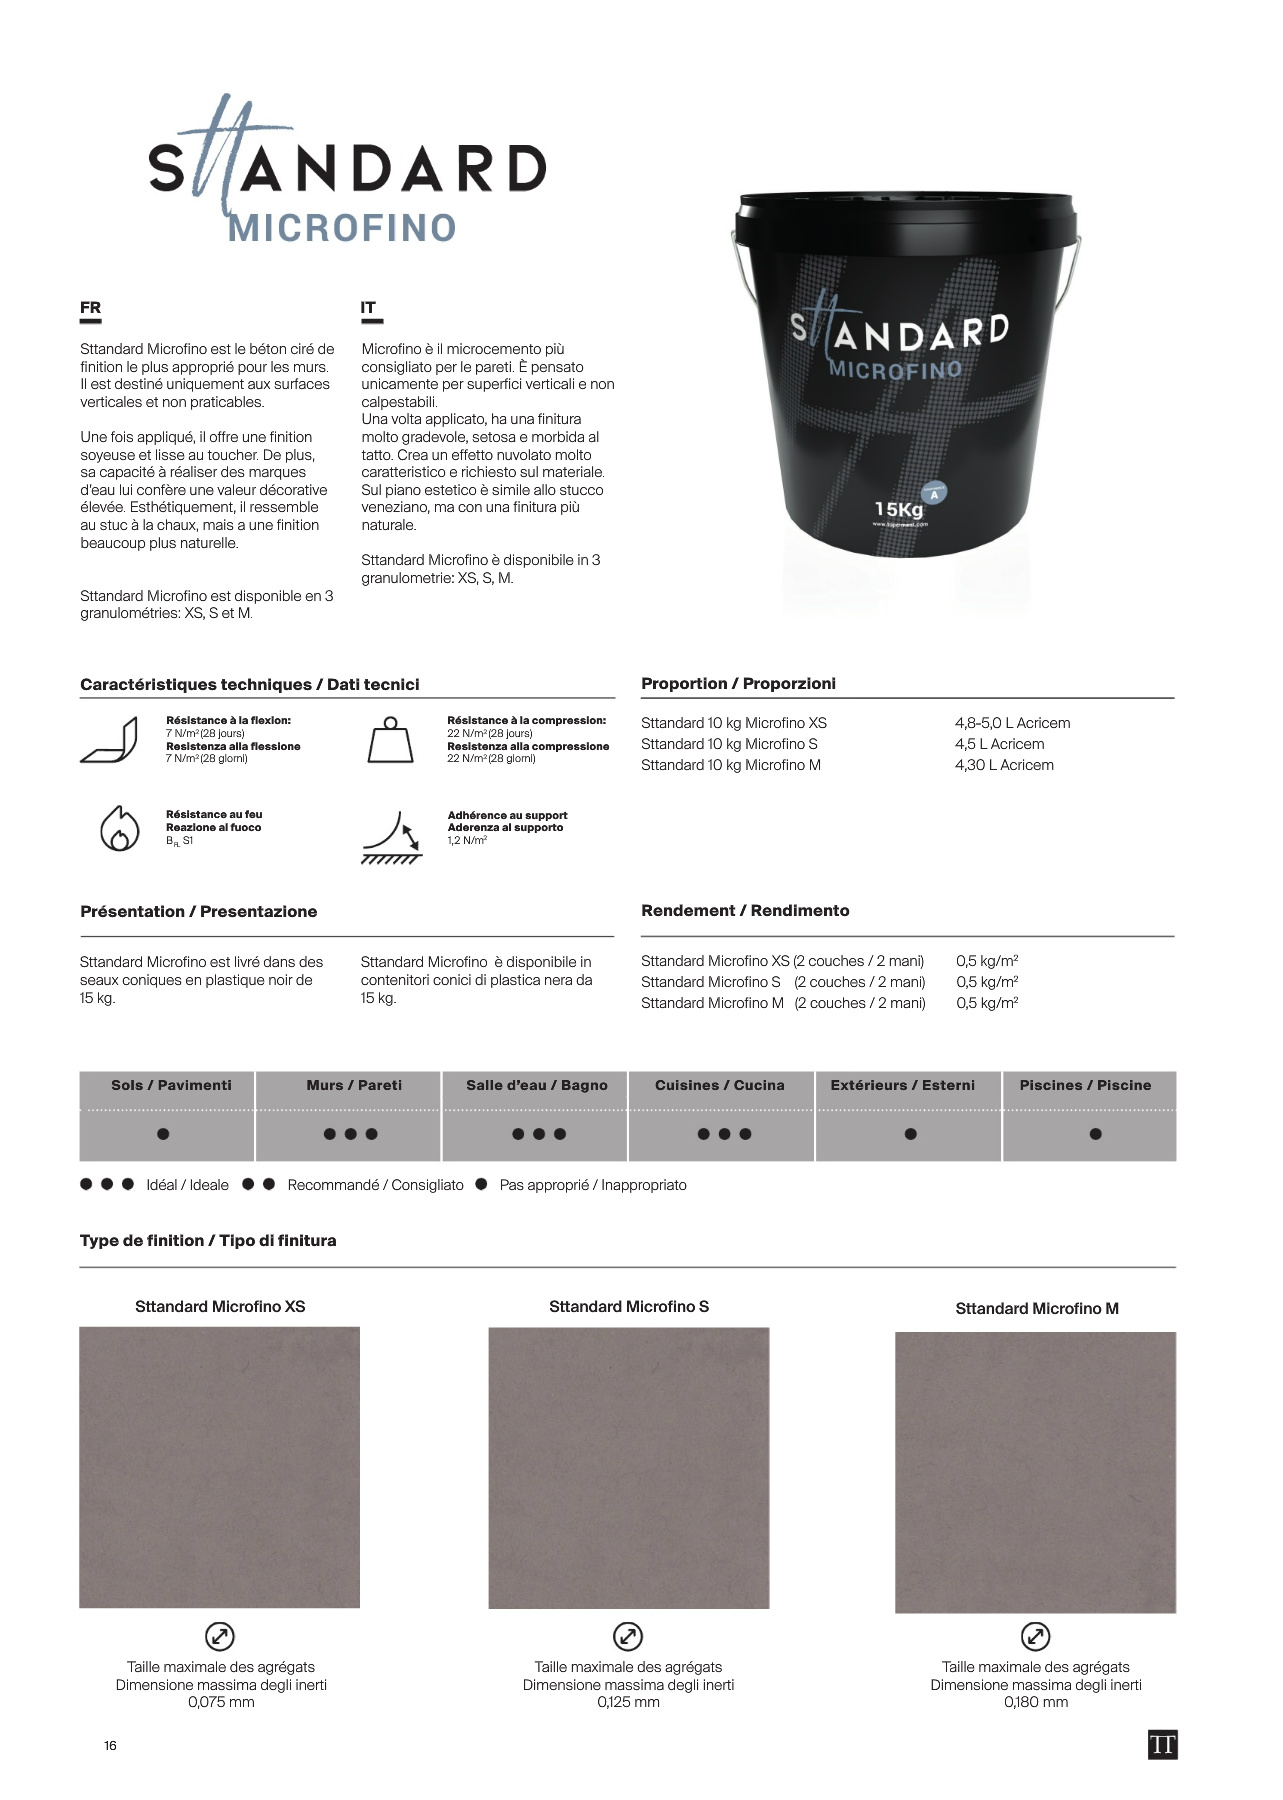 STTANDARD
MICROFINO
FR
Sttandard Microfino est le béton ciré de
finition le plus approprié pour les murs.
Il est destiné uniquement aux surfaces
verticales et non praticables.
Une fois appliqué, il offre une finition
soyeuse et lisse au toucher. De plus,
sa capacité à réaliser des marques
d'eau lui confère une valeur décorative
élevée. Esthétiquement, il ressemble
au stuc à la chaux, mais a une finition
beaucoup plus naturelle.
Sttandard Microfino est disponible en 3
granulométries: XS, S et M.
IT
Microfino è il microcemento più
consigliato per le pareti. È pensato
unicamente per superfici verticali e non
calpestabili.
Una volta applicato, ha una finitura
molto gradevole, setosa e morbida al
tatto. Crea un effetto nuvolato molto
caratteristico e richiesto sul materiale.
Sul piano estetico è simile allo stucco
veneziano, ma con una finitura più
naturale.
Sttandard Microfino è disponibile in 3
granulometrie: XS, S, M.
STTANDARD
MICROFINO
A
15Kg
www.topcement.com
Caractéristiques techniques / Dati tecnici
Résistance à la flexion:
7 N/m² (28 jours)
Resistenza alla flessione
7 N/m² (28 giorni)
Résistance à la compression:
22 N/m² (28 jours)
Resistenza alla compressione
22 N/m² (28 giorni)
Résistance au feu
Reazione al fuoco
B FL S1
Adhérence au support
Aderenza al supporto
1,2 N/m²
Proportion / Proporzioni
Sttandard 10 kg Microfino XS 4,8-5,0 L Acricem
Sttandard 10 kg Microfino S 4,5 L Acricem
Sttandard 10 kg Microfino M 4,30 L Acricem
Présentation / Presentazione
Sttandard Microfino est livré dans des
seaux coniques en plastique noir de
15 kg.
Sttandard Microfino è disponibile in
contenitori conici di plastica nera da
15 kg.
Rendement / Rendimento
Sttandard Microfino XS (2 couches / 2 mani) 0,5 kg/m²
Sttandard Microfino S (2 couches / 2 mani) 0,5 kg/m²
Sttandard Microfino M (2 couches / 2 mani) 0,5 kg/m²
Sols / Pavimenti Murs / Pareti Salle d'eau / Bagno Cuisines / Cucina Extérieurs / Esterni Piscines / Piscine
Idéal / Ideale Recommandé / Consigliato Pas approprié / Inappropriato
Type de finition / Tipo di finitura
Sttandard Microfino XS
Sttandard Microfino S
Sttandard Microfino M
Taille maximale des agrégats
Dimensione massima degli inerti
0,075 mm
Taille maximale des agrégats
Dimensione massima degli inerti
0,125 mm
Taille maximale des agrégats
Dimensione massima degli inerti
0,180 mm
16
TT